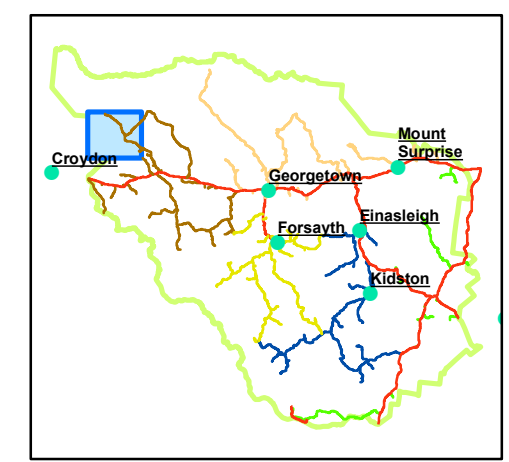 Mount
Surprise
Croydon
Georgetown
Einasleigh
Forsayth
Kidston